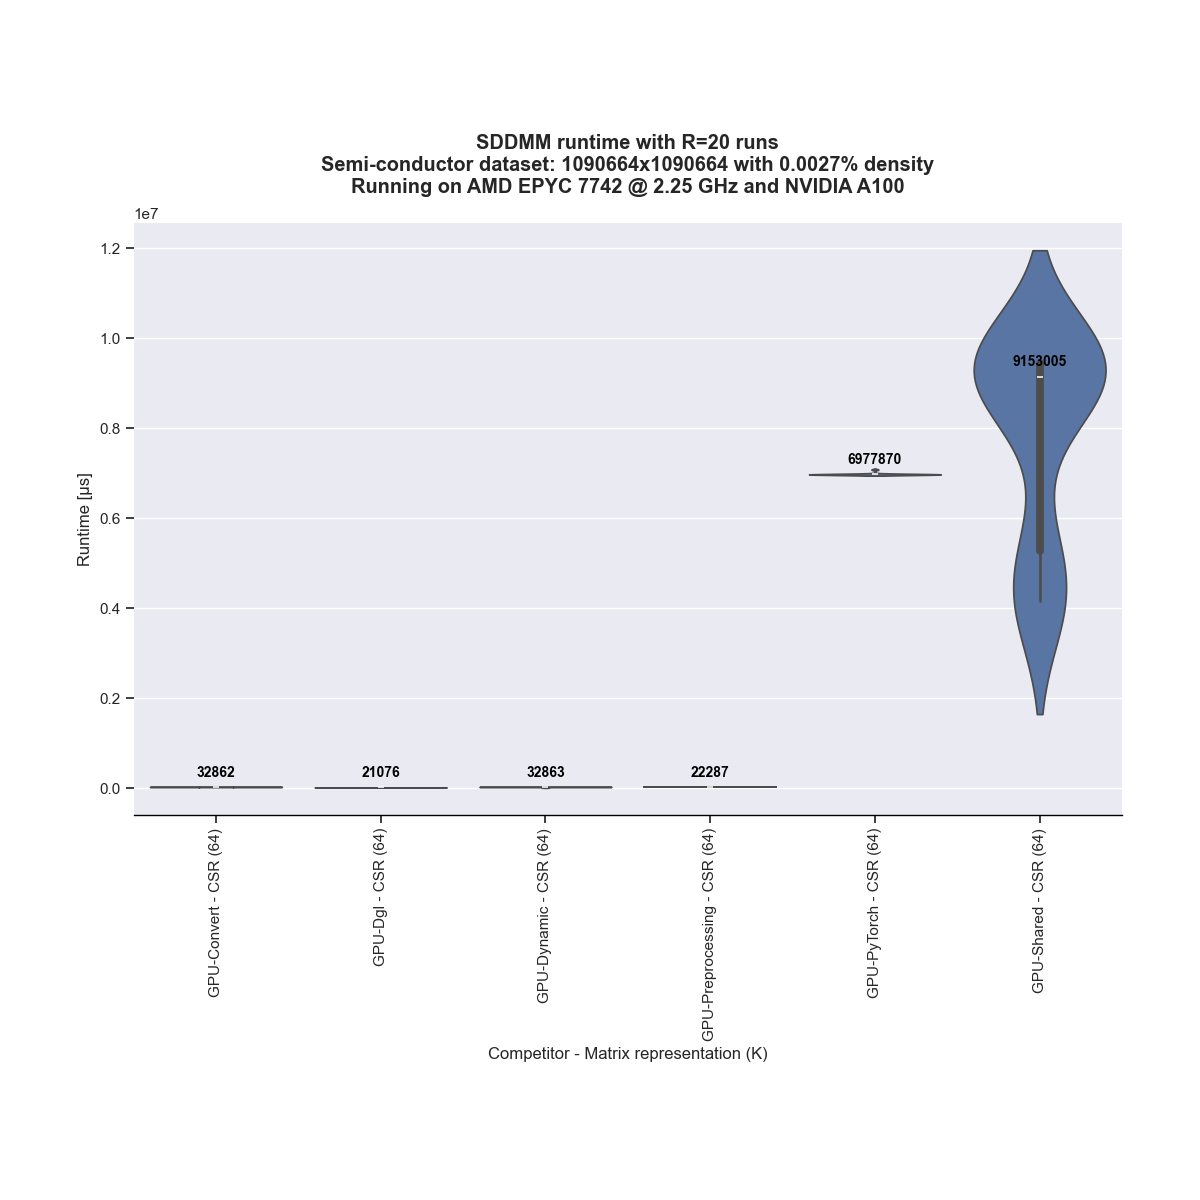 SDDMM runtime with R=20 runs
Semi-conductor dataset: 1090664x1090664 with 0.0027% density
Running on AMD EPYC 7742 @ 2.25 GHz and NVIDIA A100
1e7
1.2
1.0
0.8
0.6
0.4
0.2
0.0
Runtime [μs]
32862
21076
32863
22287
6977870
9153005
GPU-Convert - CSR (64)
GPU-Dgl - CSR (64)
GPU-Dynamic - CSR (64)
GPU-Preprocessing - CSR (64)
GPU-PyTorch - CSR (64)
GPU-Shared - CSR (64)
Competitor - Matrix representation (K)